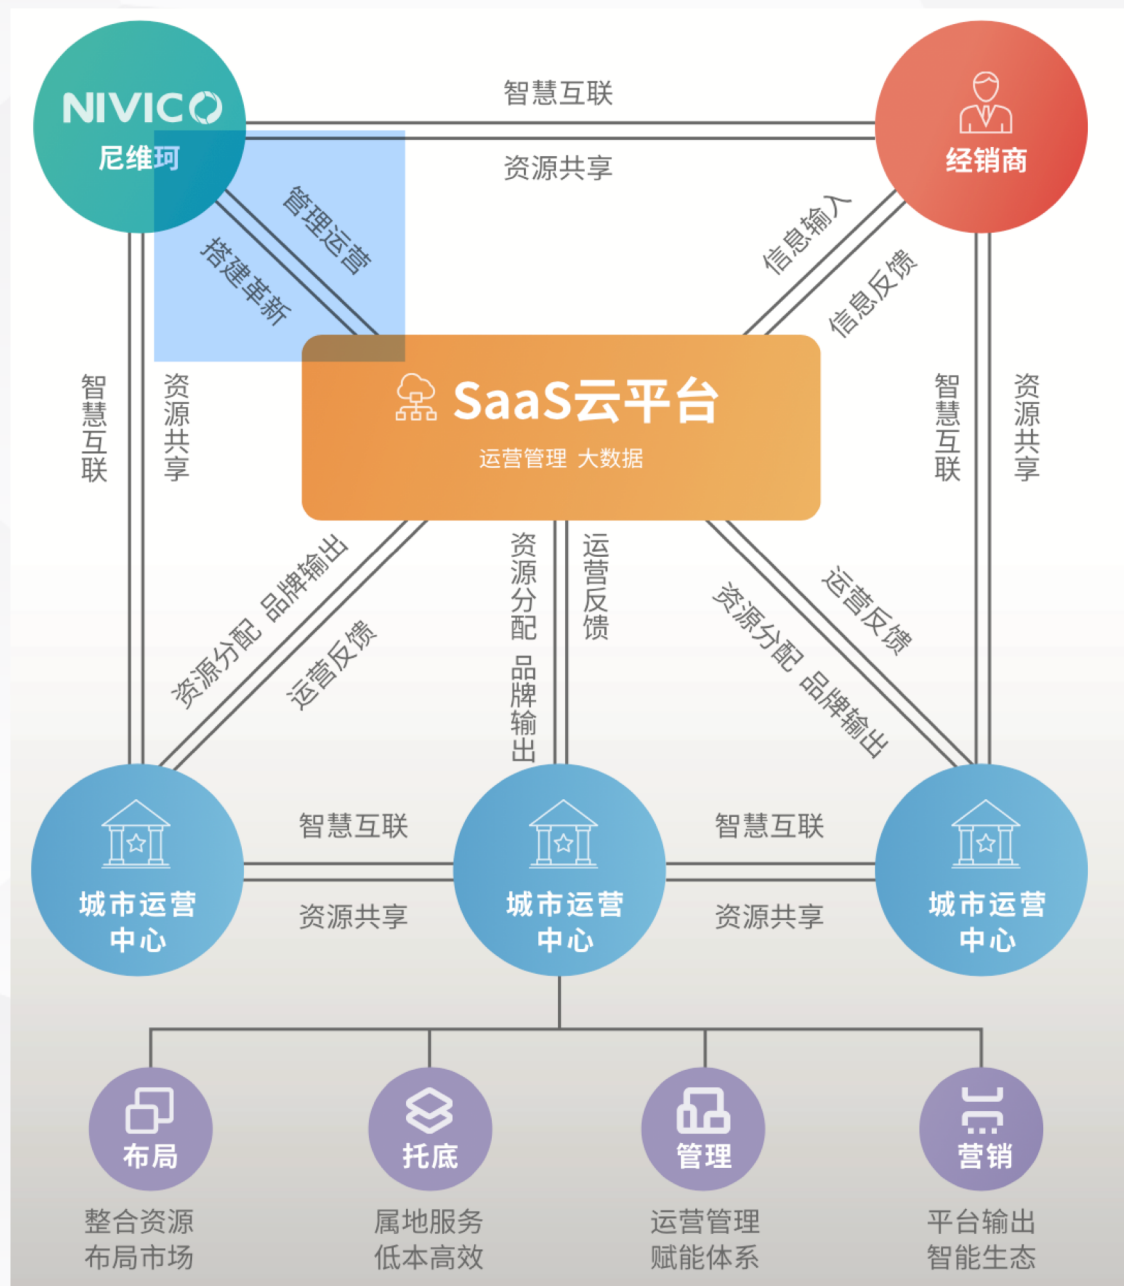 NIVICO
尼维珂
智慧互联
资源共享
经销商
管理运营
搭建革新
信息输入
信息反馈
智慧互联
资源共享
SaaS云平台
运营管理 大数据
智慧互联
资源共享
资源分配 品牌输出
运营反馈
资源分配 品牌输出
运营反馈
运营反馈
资源分配 品牌输出
城市运营
中心
智慧互联
资源共享
城市运营
中心
智慧互联
资源共享
城市运营
中心
布局
托底
管理
营销
整合资源
布局市场
属地服务
低本高效
运营管理
赋能体系
平台输出
智能生态